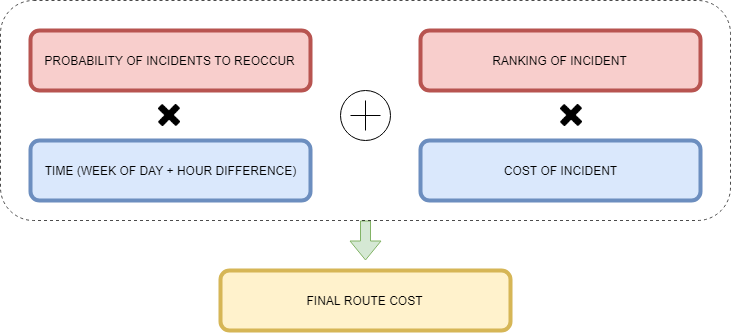 PROBABILITY OF INCIDENTS TO REOCCUR
RANKING OF INCIDENT
TIME (WEEK OF DAY + HOUR DIFFERENCE)
COST OF INCIDENT
FINAL ROUTE COST